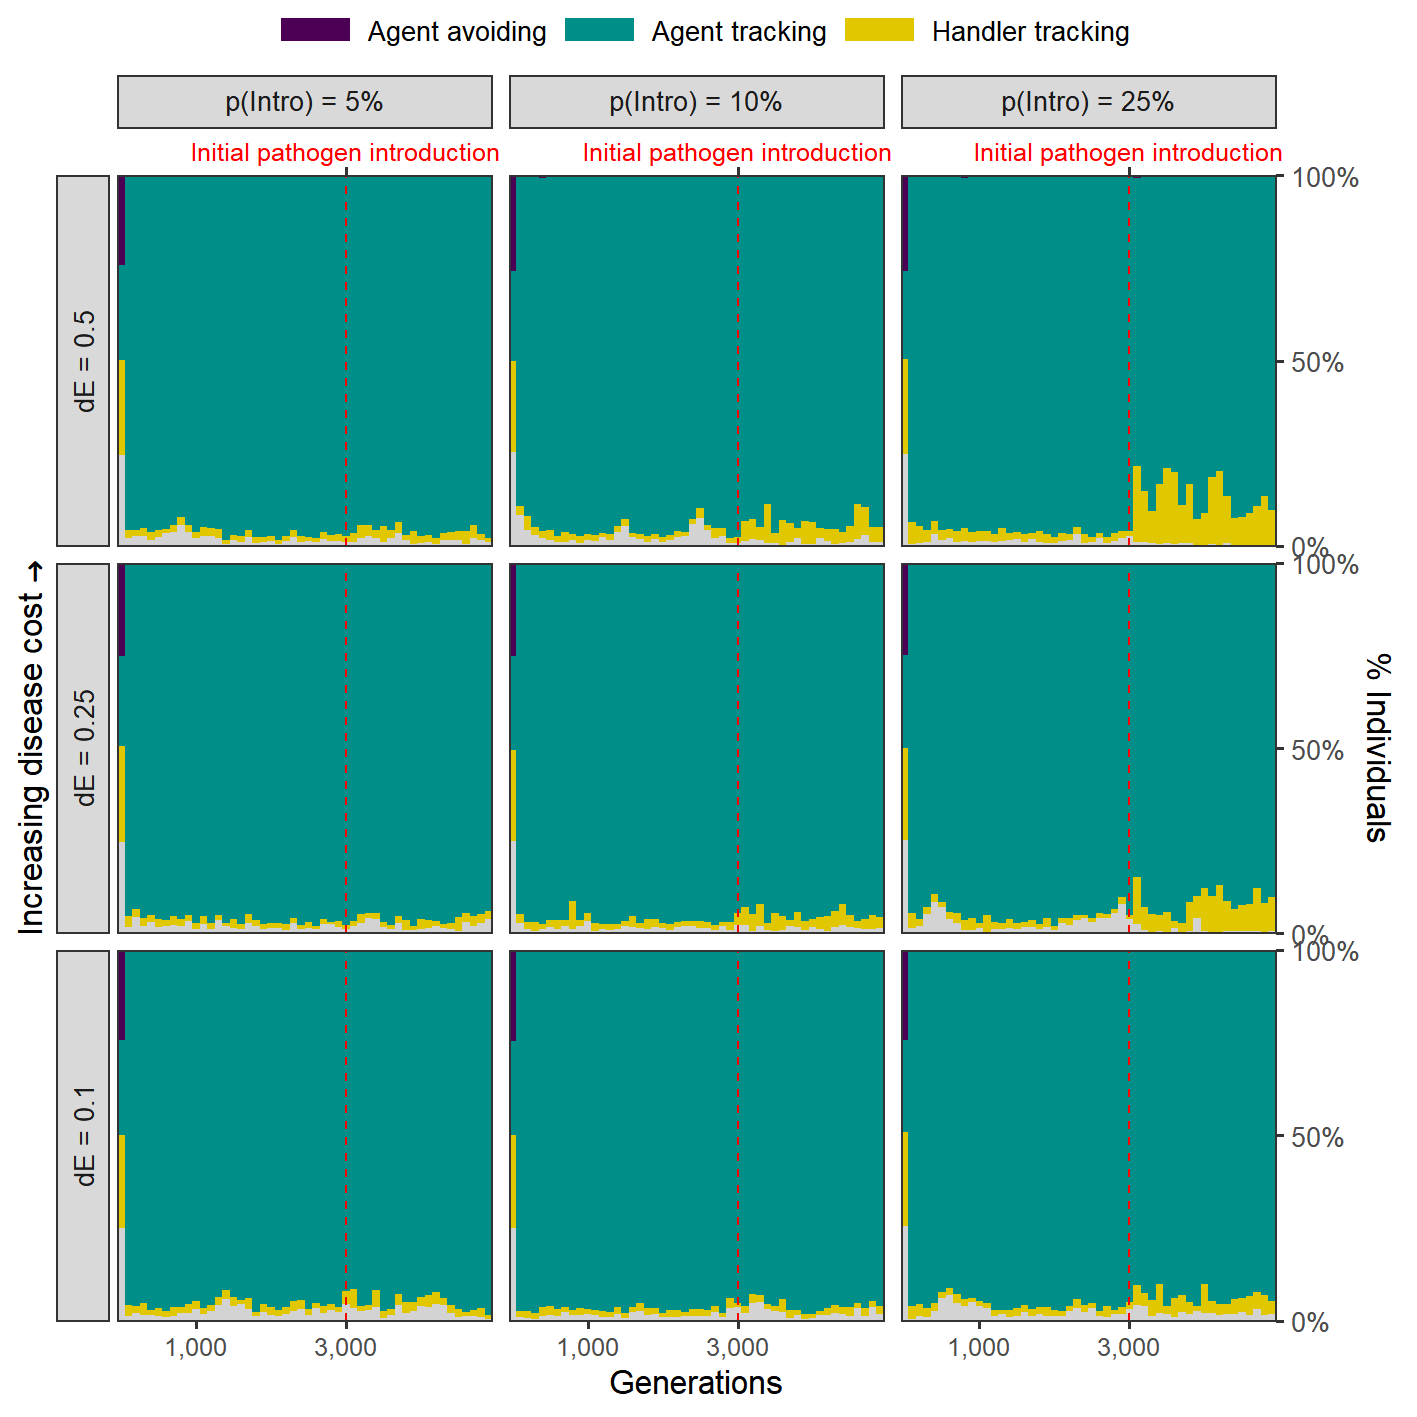 Agent avoiding Agent tracking Handler tracking
p(Intro) = 5% p(Intro) = 10% p(Intro) = 25%
Initial pathogen introduction Initial pathogen introduction Initial pathogen introduction
100%
dE = 0.5
50%
0%
100%
Increasing disease cost →
dE = 0.25
50%
% Individuals
0%
100%
dE = 0.1
50%
0%
1,000 3,000 1,000 3,000 1,000 3,000
Generations